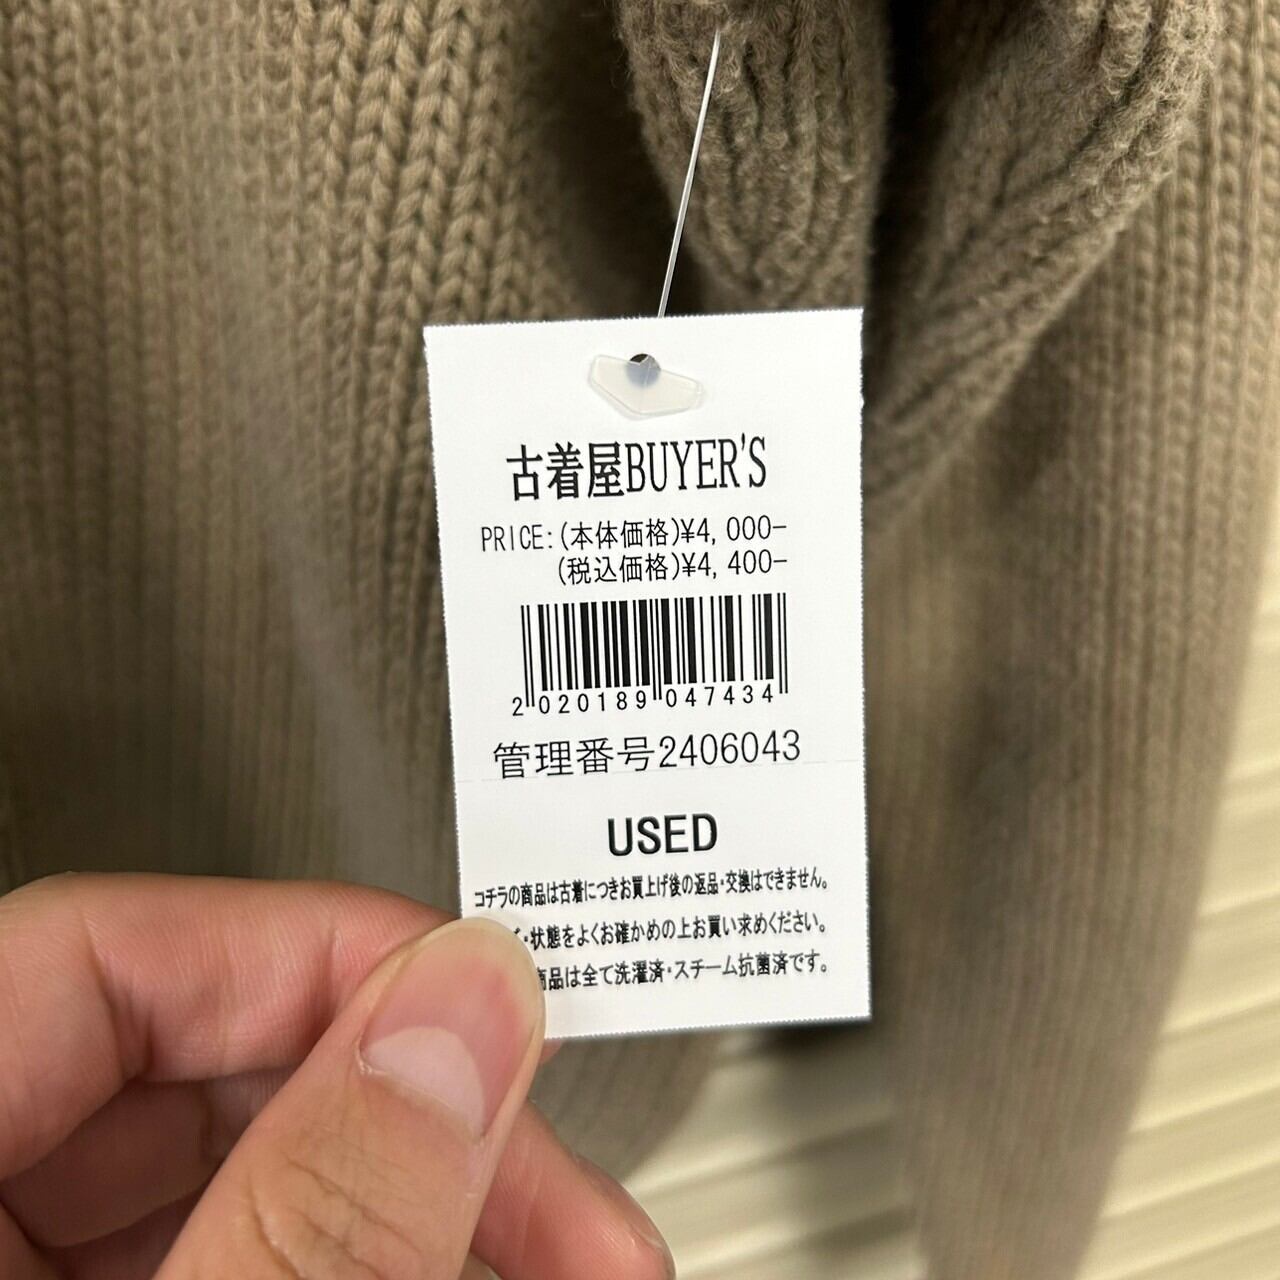 古着屋BUYER'S
PRICE:(本体価格)¥4,000-
(税込価格)¥4,400-
2 020189 047434
管理番号2406043
USED
コチラの商品は古着につきお買上げ後の返品・交換はできません。
・状態をよくお確かめの上お買い求めください。
商品は全て洗濯済・スチーム抗菌済です。